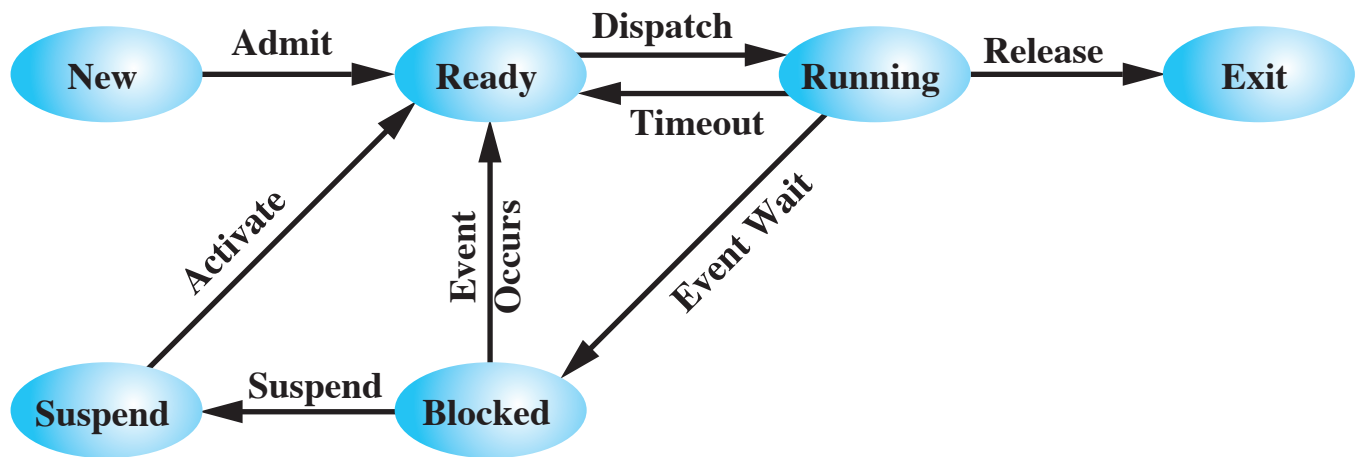 Admit
Dispatch
Release
New
Ready
Running
Exit
Timeout
Activate
Event
Occurs
Event Wait
Suspend
Suspend
Blocked